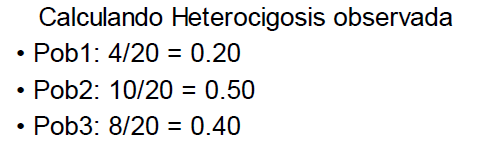 Calculando Heterocigosis observada
• Pob1: 4/20 = 0.20
• Pob2: 10/20 = 0.50
• Pob3: 8/20 = 0.40